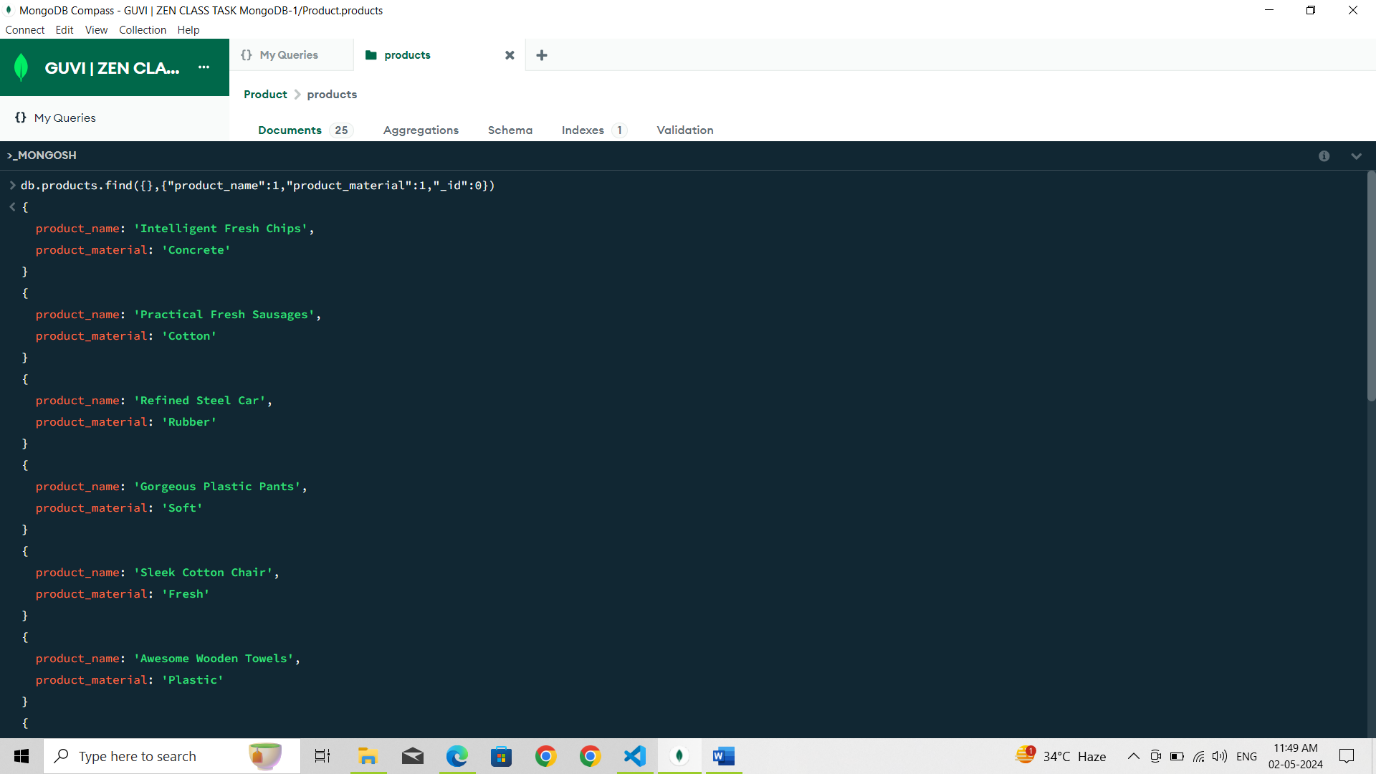 MongoDB Compass - GUVI | ZEN CLASS TASK MongoDB-1/Product.products
Connect Edit View Collection Help
GUVI | ZEN CLA... ...
{} My Queries
products
{} My Queries
Product > products
Documents 25 Aggregations Schema Indexes 1 Validation
>_MONGOSH
> db.products.find({},{"product_name":1,"product_material":1,"_id":0})
< {
product_name: 'Intelligent Fresh Chips',
product_material: 'Concrete'
}
{
product_name: 'Practical Fresh Sausages',
product_material: 'Cotton'
}
{
product_name: 'Refined Steel Car',
product_material: 'Rubber'
}
{
product_name: 'Gorgeous Plastic Pants',
product_material: 'Soft'
}
{
product_name: 'Sleek Cotton Chair',
product_material: 'Fresh'
}
{
product_name: 'Awesome Wooden Towels',
product_material: 'Plastic'
}
{
Type here to search
1
34°C Haze
ENG
11:49 AM
02-05-2024